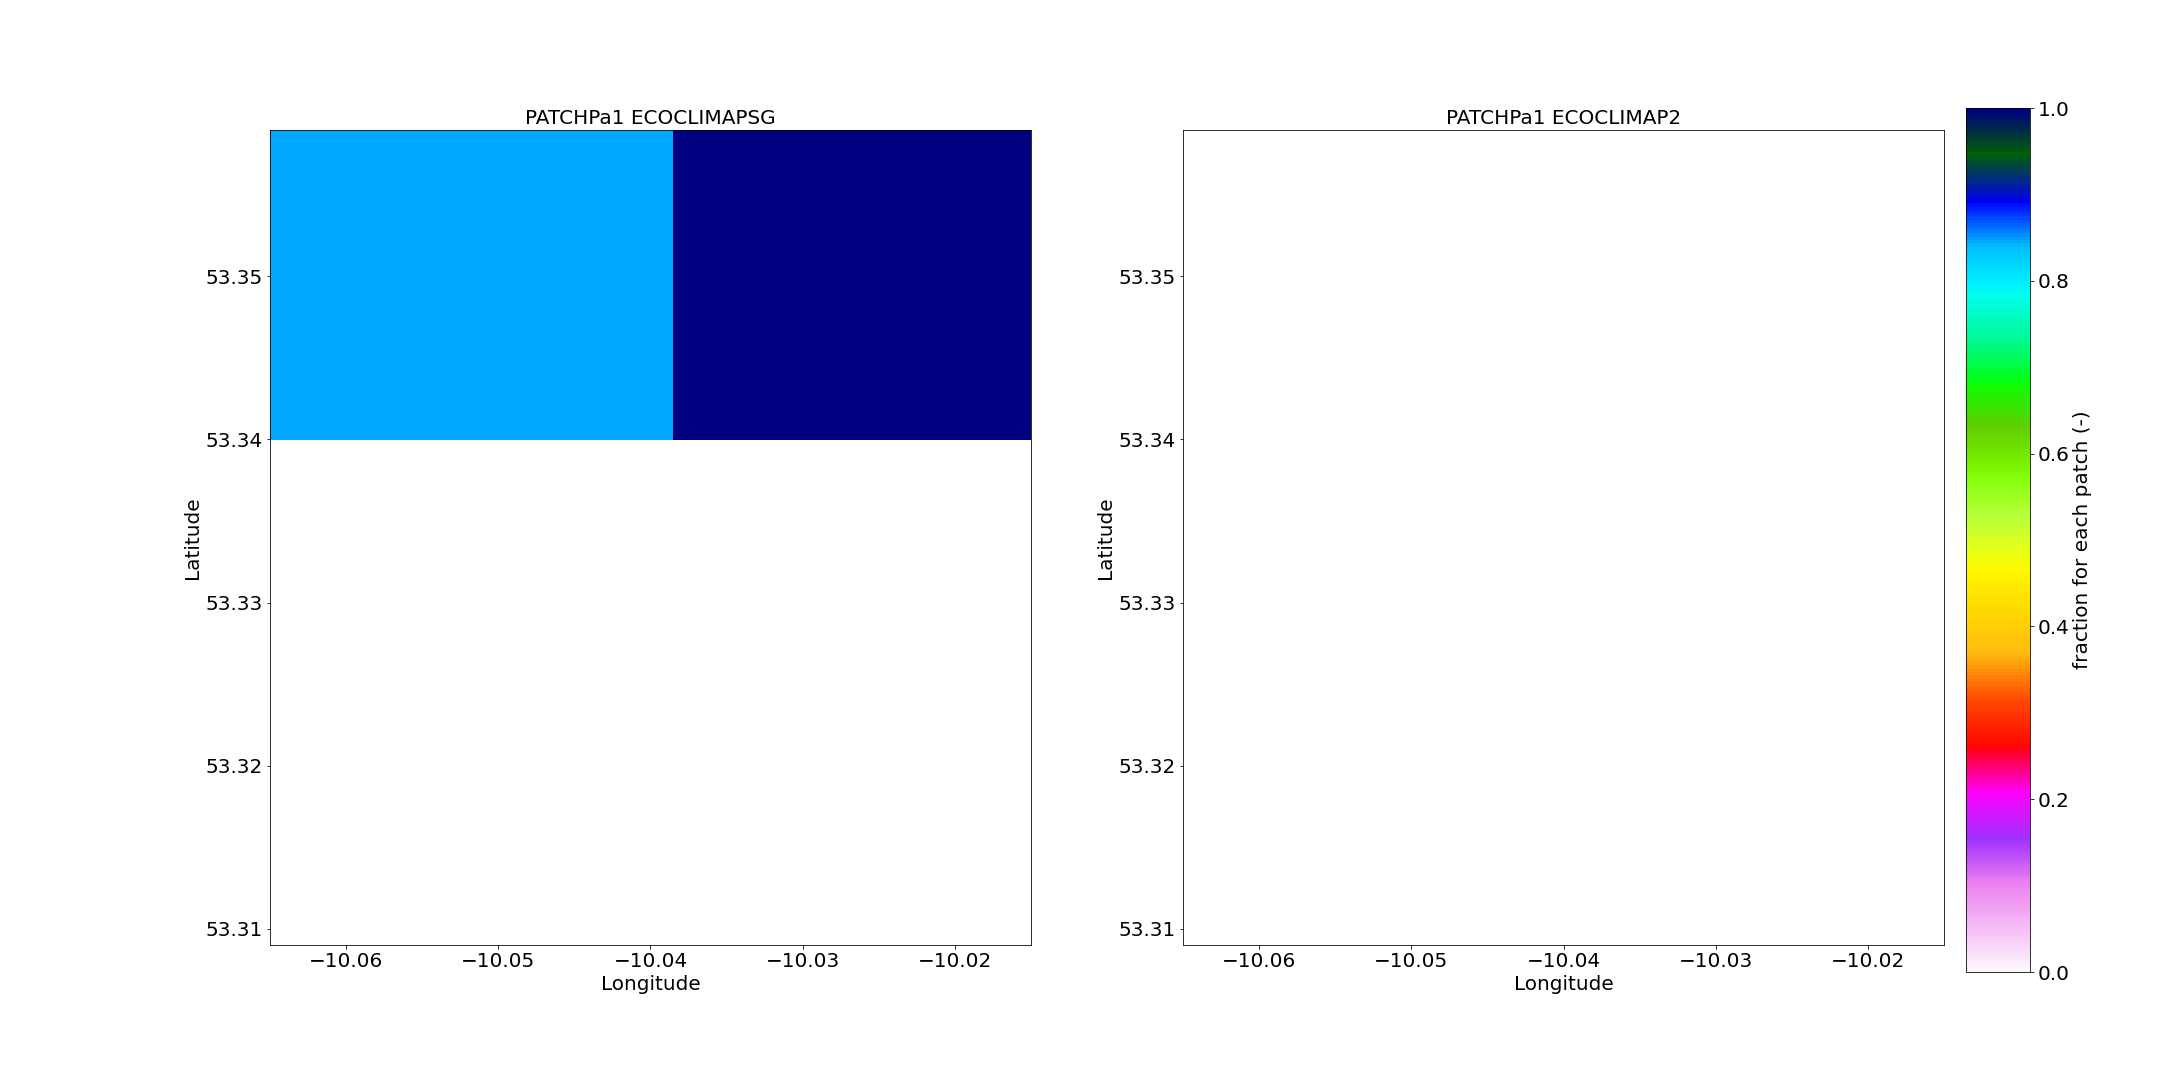 PATCHPa1 ECOCLIMAPSG
53.35
53.34
53.33
53.32
53.31
Latitude
−10.06 −10.05 −10.04 −10.03 −10.02
Longitude
PATCHPa1 ECOCLIMAP2
53.35
53.34
53.33
53.32
53.31
Latitude
−10.06 −10.05 −10.04 −10.03 −10.02
Longitude
1.0
0.8
0.6
0.4
0.2
0.0
fraction for each patch (-)